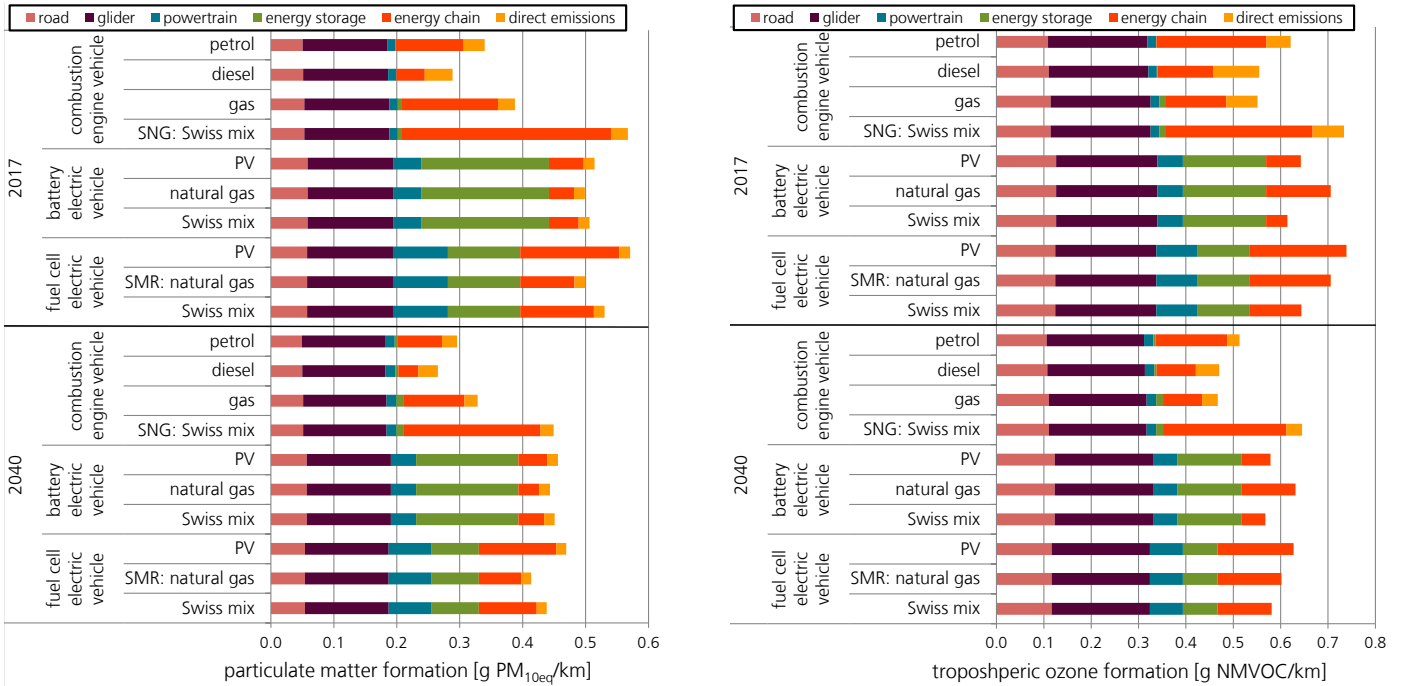 road glider powertrain energy storage energy chain direct emissions
2017
combustion
engine vehicle
petrol
diesel
gas
SNG: Swiss mix
battery
electric
vehicle
PV
natural gas
Swiss mix
fuel cell
electric
vehicle
PV
SMR: natural gas
Swiss mix
2040
combustion
engine vehicle
petrol
diesel
gas
SNG: Swiss mix
battery
electric
vehicle
PV
natural gas
Swiss mix
fuel cell
electric
vehicle
PV
SMR: natural gas
Swiss mix
0.0 0.1 0.2 0.3 0.4 0.5 0.6
particulate matter formation [g PM10eq/km]
road glider powertrain energy storage energy chain direct emissions
2017
combustion
engine vehicle
petrol
diesel
gas
SNG: Swiss mix
battery
electric
vehicle
PV
natural gas
Swiss mix
fuel cell
electric
vehicle
PV
SMR: natural gas
Swiss mix
2040
combustion
engine vehicle
petrol
diesel
gas
SNG: Swiss mix
battery
electric
vehicle
PV
natural gas
Swiss mix
fuel cell
electric
vehicle
PV
SMR: natural gas
Swiss mix
0.0 0.1 0.2 0.3 0.4 0.5 0.6 0.7 0.8
troposhperic ozone formation [g NMVOC/km]